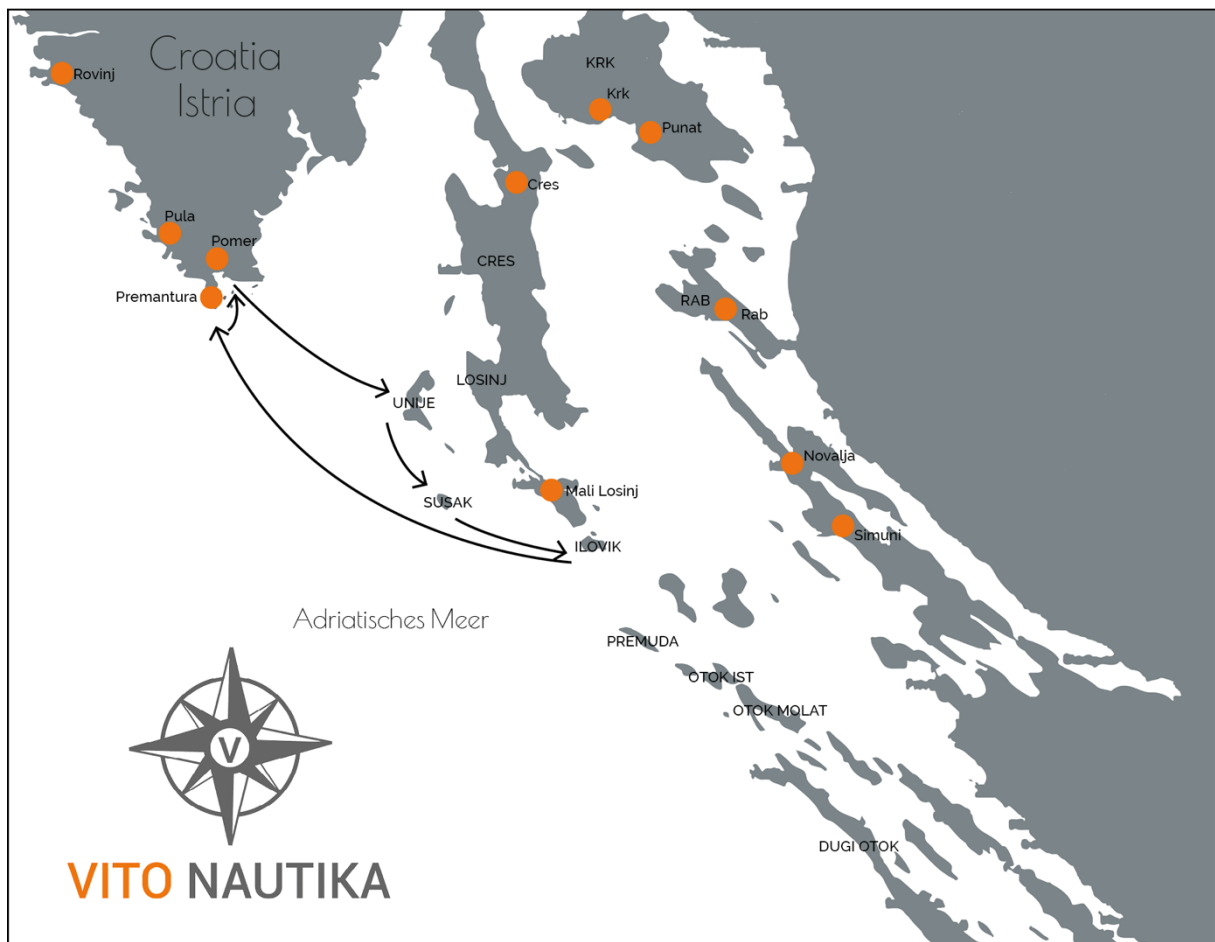 Croatia
Istria
Rovinj
KRK
Krk
Punat
Cres
Pula
Pomer
CRES
Premantura
RAB
Rab
LOSINJ
UNIJE
Novalja
Mali Losinj
SUSAK
Simuni
ILOVIK
Adriatisches Meer
PREMUDA
OTOK IST
OTOK MOLAT
V
DUGI OTOK
VITO NAUTIKA